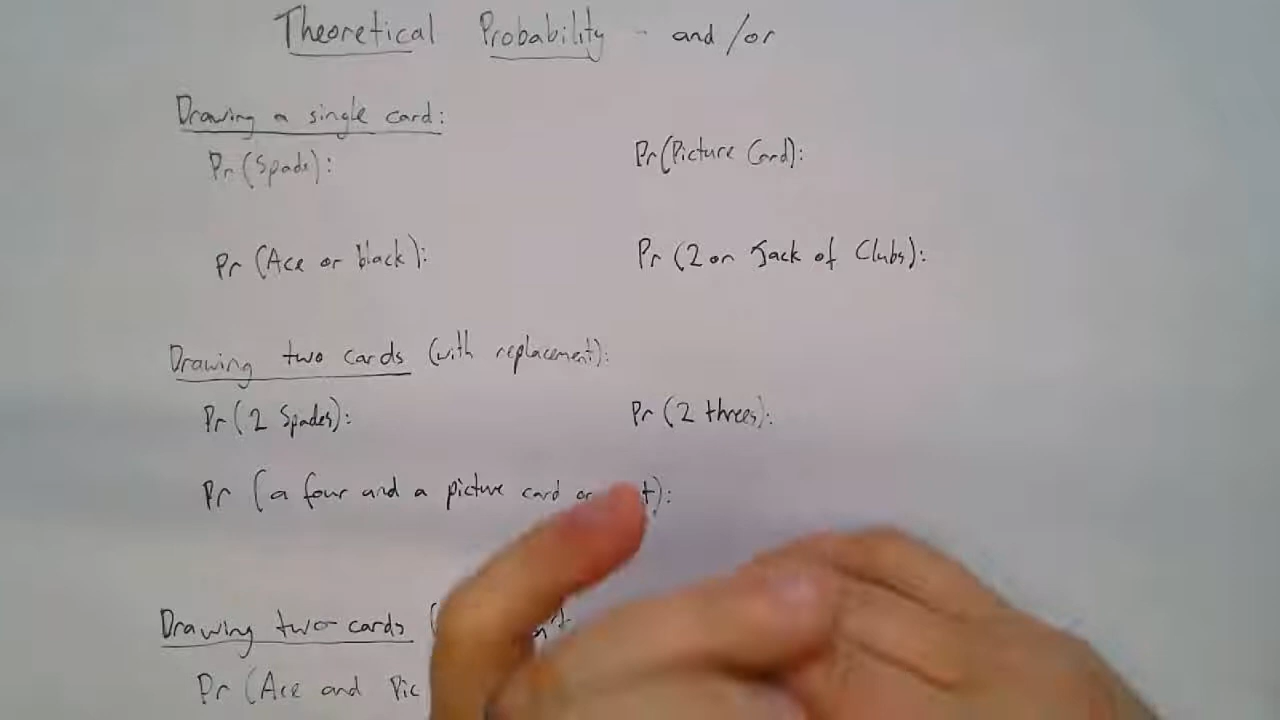 Theoretical Probability - and/or
Drawing a single card:
Pr(Spade):
Pr(Picture Card):
Pr (Ace or black):
Pr (2 or Jack of Clubs):
Drawing two cards (with replacement):
Pr (2 Spades):
Pr (2 threes):
Pr (a four and a picture card or
Drawing two cards (
Pr (Ace and Pic